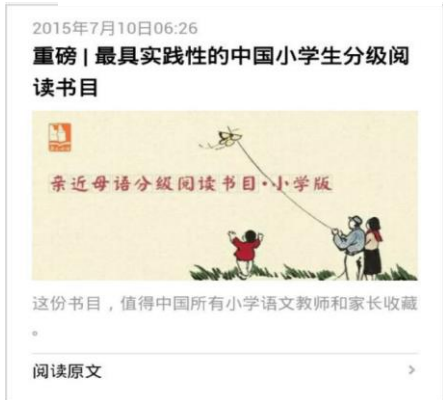 2015年7月10日06:26
重磅 | 最具实践性的中国小学生分级阅
读书目
亲近母语分级阅读书目·小学版
这份书目，值得中国所有小学语文教师和家长收藏
。
阅读原文